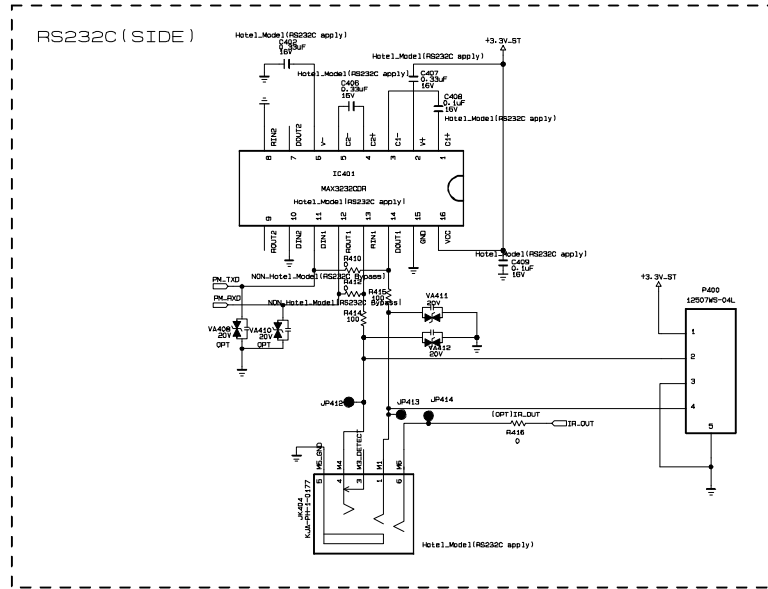 RS232C(SIDE)
Hotel_Model(RS232C apply)
C402
0.33uF
16V
Hotel_Model(RS232C apply)
C406
0.33uF
16V
Hotel_Model(RS232C apply)
C407
0.33uF
16V
+3.3V_ST
C408
0.1uF
16V
Hotel_Model(RS232C apply)
RIN2
DOUT2
V-
C2-
C2+
C1-
V+
C1+
8
7
6
5
4
3
2
1
IC401
MAX3232CDR
Hotel_Model(RS232C apply)
9
10
11
12
13
14
15
16
ROUT2
DIN2
DIN1
ROUT1
RIN1
DOUT1
GND
VCC
Hotel_Model(RS232C apply)
C409
0.1uF
16V
R410
0
NON-Hotel_Model(RS232C Bypass)
R412
0
NON_Hotel_Model(RS232C Bypass)
PM_TXD
PM_RXD
R415
100
R414
100
VA408
20V
OPT
VA410
20V
OPT
VA411
20V
VA412
20V
+3.3V_ST
P400
12507WS-04L
1
2
3
4
5
JP412
JP413
JP414
(OPT)IR_OUT
R416
0
IR_OUT
M5_GND
M4
M3_DETECT
M1
M6
5
4
3
1
6
JK404
KJA-PH-1-0177
Hotel_Model(RS232C apply)